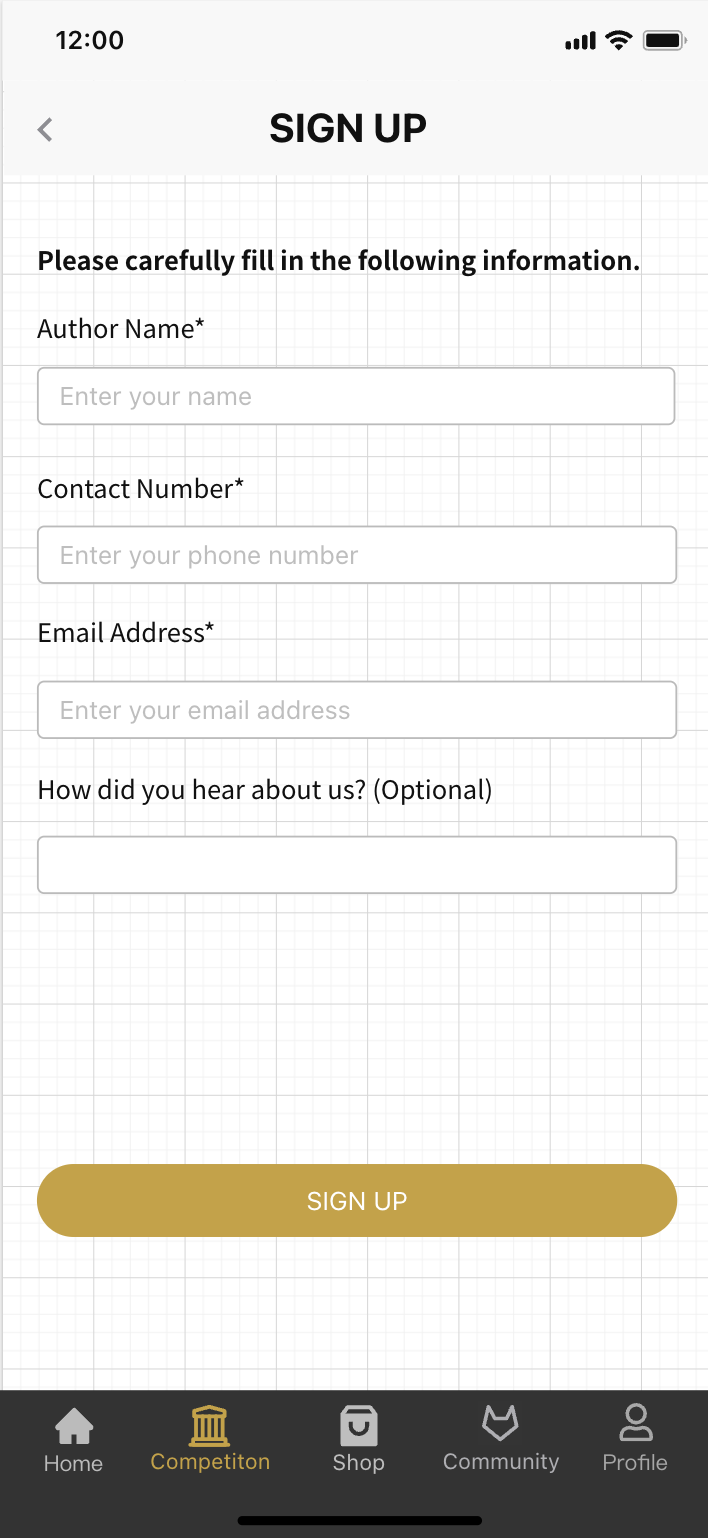 12:00
SIGN UP
Please carefully fill in the following information.
Author Name*
Enter your name
Contact Number*
Enter your phone number
Email Address*
Enter your email address
How did you hear about us? (Optional)
SIGN UP
Home
Competiton
Shop
Community
Profile